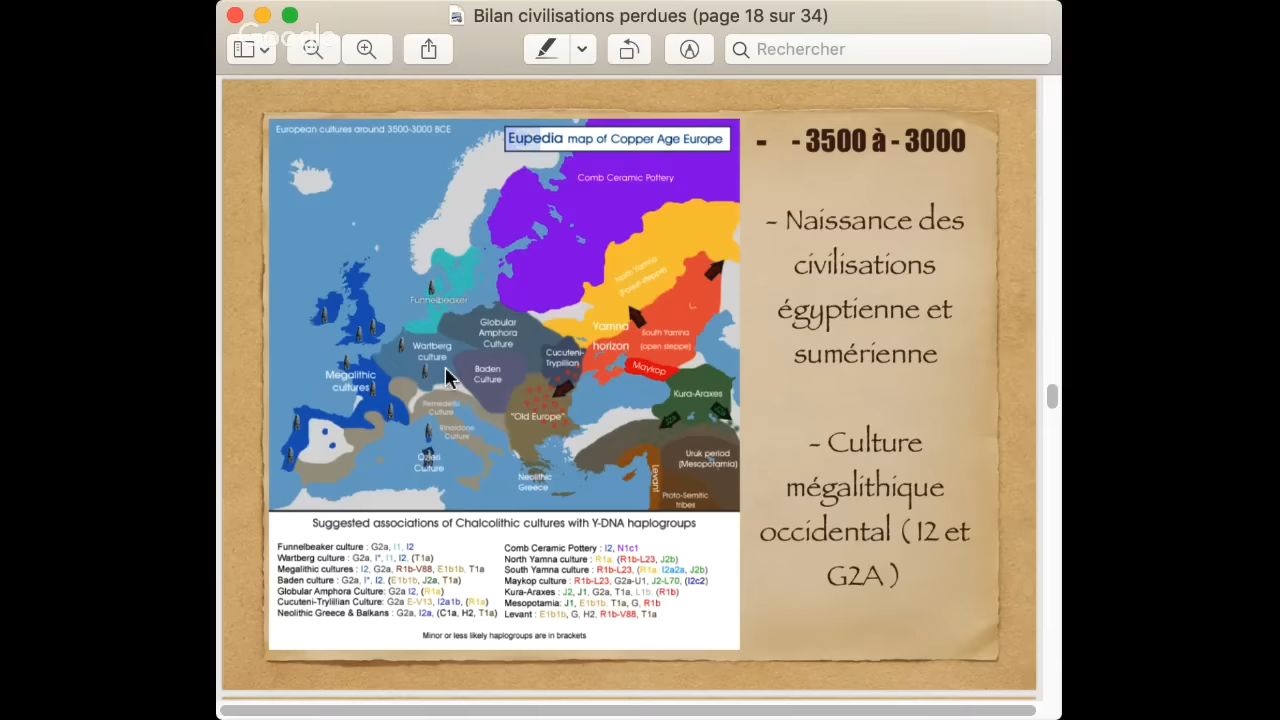 Bilan civilisations perdues (page 18 sur 34)
Google
Rechercher
European cultures around 3500-3000 BCE
Eupedia map of Copper Age Europe
Comb Ceramic Pottery
North Yamna
(Forest-steppe)
Funnelbeaker
Globular
Amphora
Culture
Yamna
horizon
South Yamna
(open steppe)
Wartberg
culture
Cucuteni-
Trypillian
Maykop
Baden
Culture
Megalithic
cultures
Kura-Araxes
Remedello
Culture
"Old Europe"
Rinaldone
Culture
Ozieri
Culture
Uruk period
(Mesopotamia)
Neolithic
Greece
Levant
Proto-Semitic
tribes
Suggested associations of Chalcolithic cultures with Y-DNA haplogroups
Funnelbeaker culture : G2a, I1, I2
Wartberg culture : G2a, I*, I1, I2, (T1a)
Megalithic cultures : I2, G2a, R1b-V88, E1b1b, T1a
Baden culture : G2a, I*, I2, (E1b1b, J2a, T1a)
Globular Amphora Culture: G2a I2, (R1a)
Cucuteni-Tryllilian Culture: G2a E-V13, I2a1b, (R1a)
Neolithic Greece & Balkans : G2a, I2a, (C1a, H2, T1a)
Comb Ceramic Pottery : I2, N1c1
North Yamna culture : R1a, (R1b-L23, J2b)
South Yamna culture : R1b-L23, (R1a, I2a2a, J2b)
Maykop culture : R1b-L23, G2a-U1, J2-L70, (I2c2)
Kura-Araxes : J2, J1, G2a, T1a, L1b, (R1b)
Mesopotamia: J1, E1b1b, T1a, G, R1b
Levant : E1b1b, G, H2, R1b-V88, T1a
Minor or less likely haplogroups are in brackets
- - 3500 à - 3000
- Naissance des
civilisations
égyptienne et
sumérienne
- Culture
mégalithique
occidental ( I2 et
G2A )